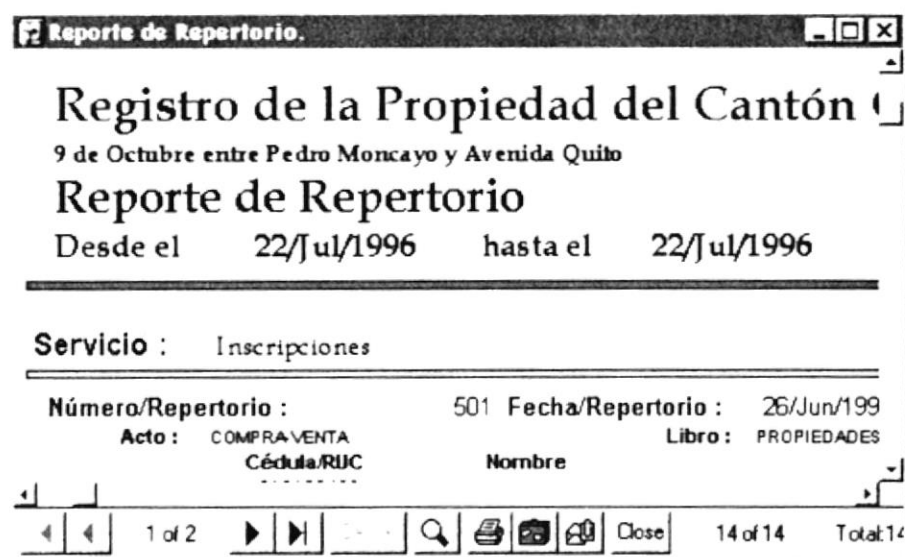 Reporte de Repertorio.
Registro de la Propiedad del Cantón
9 de Octubre entre Pedro Moncayo y Avenida Quito
Reporte de Repertorio
Desde el 22/Jul/1996 hasta el 22/Jul/1996
Servicio : Inscripciones
Número/Repertorio : 501 Fecha/Repertorio : 26/Jun/199
Acto : COMPRA-VENTA Libro : PROPIEDADES
Cédula/RUC Nombre
1 of 2 Close 14 of 14 Total:14